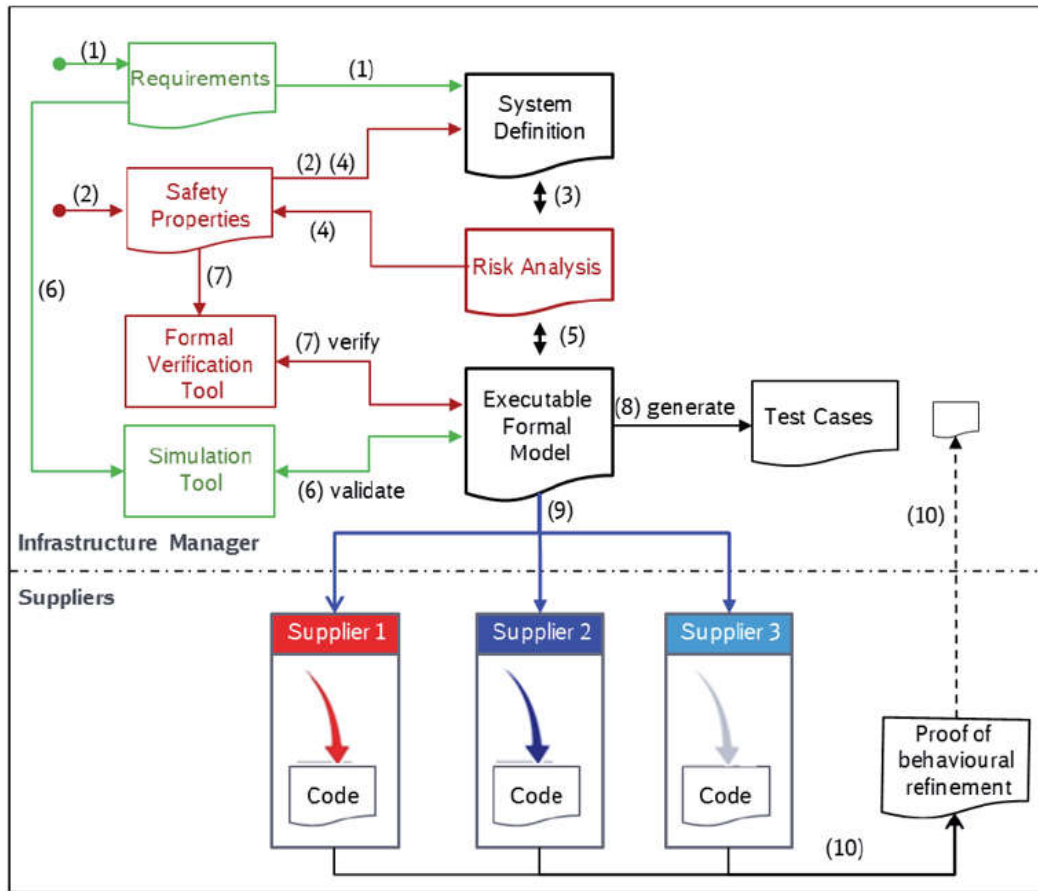 (1)
Requirements
(1)
System
Definition
(2) (4)
(2)
Safety
Properties
(3)
(4)
Risk Analysis
(6)
(7)
(5)
Formal
Verification
Tool
(7) verify
Executable
Formal
Model
(8) generate
Test Cases
Simulation
Tool
(6) validate
(9)
(10)
Infrastructure Manager
Suppliers
Supplier 1
Supplier 2
Supplier 3
Proof of
behavioural
refinement
Code
Code
Code
(10)